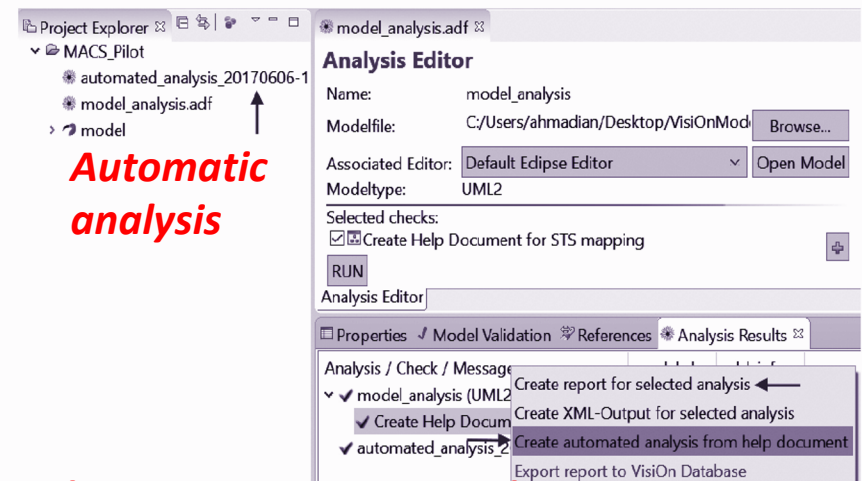 Project Explorer
MACS_Pilot
automated_analysis_20170606-1
model_analysis.adf
model
Automatic
analysis
model_analysis.adf
Analysis Editor
Name: model_analysis
Modelfile: C:/Users/ahmadian/Desktop/VisiOnMod Browse...
Associated Editor: Default Edipse Editor Open Model
Modeltype: UML2
Selected checks:
Create Help Document for STS mapping
RUN
Analysis Editor
Properties Model Validation References Analysis Results
Analysis / Check / Message
model_analysis (UML2
Create Help Docum
automated_analysis_2
Create report for selected analysis
Create XML-Output for selected analysis
Create automated analysis from help document
Export report to VisiOn Database